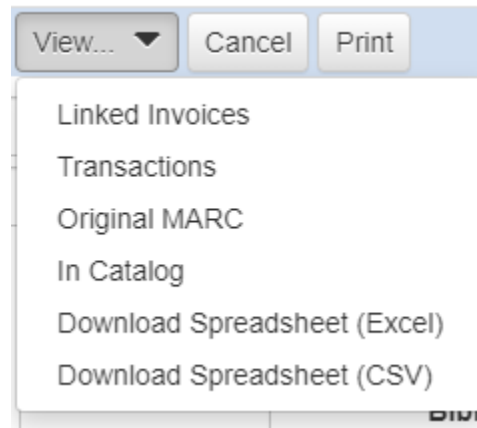 View... Cancel Print
Linked Invoices
Transactions
Original MARC
In Catalog
Download Spreadsheet (Excel)
Download Spreadsheet (CSV)